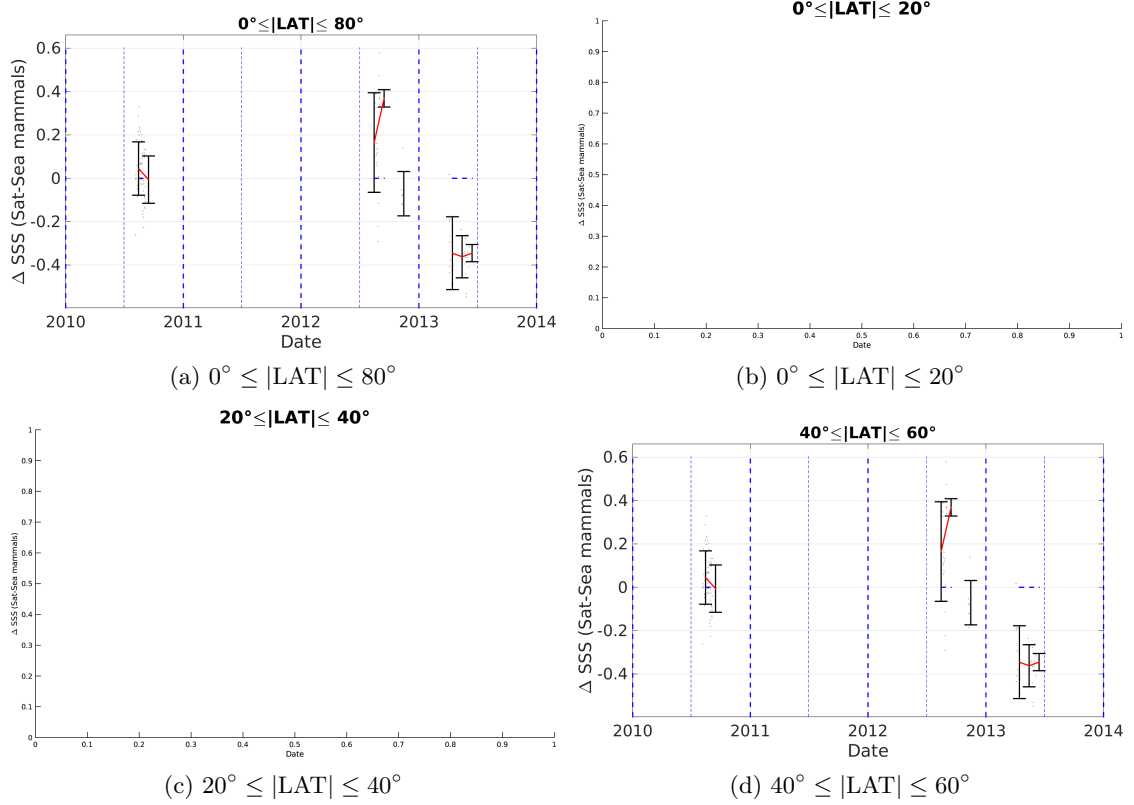 0°≤|LAT|≤ 80°
0.6
0.4
0.2
0
-0.2
-0.4
Δ SSS (Sat-Sea mammals)
2010 2011 2012 2013 2014
Date
(a) 0° ≤ |LAT| ≤ 80°
0°≤|LAT|≤ 20°
1
0.9
0.8
0.7
0.6
0.5
0.4
0.3
0.2
0.1
0
Δ SSS (Sat-Sea mammals)
0 0.1 0.2 0.3 0.4 0.5 0.6 0.7 0.8 0.9 1
Date
(b) 0° ≤ |LAT| ≤ 20°
20°≤|LAT|≤ 40°
1
0.9
0.8
0.7
0.6
0.5
0.4
0.3
0.2
0.1
0
Δ SSS (Sat-Sea mammals)
0 0.1 0.2 0.3 0.4 0.5 0.6 0.7 0.8 0.9 1
Date
(c) 20° ≤ |LAT| ≤ 40°
40°≤|LAT|≤ 60°
0.6
0.4
0.2
0
-0.2
-0.4
Δ SSS (Sat-Sea mammals)
2010 2011 2012 2013 2014
Date
(d) 40° ≤ |LAT| ≤ 60°